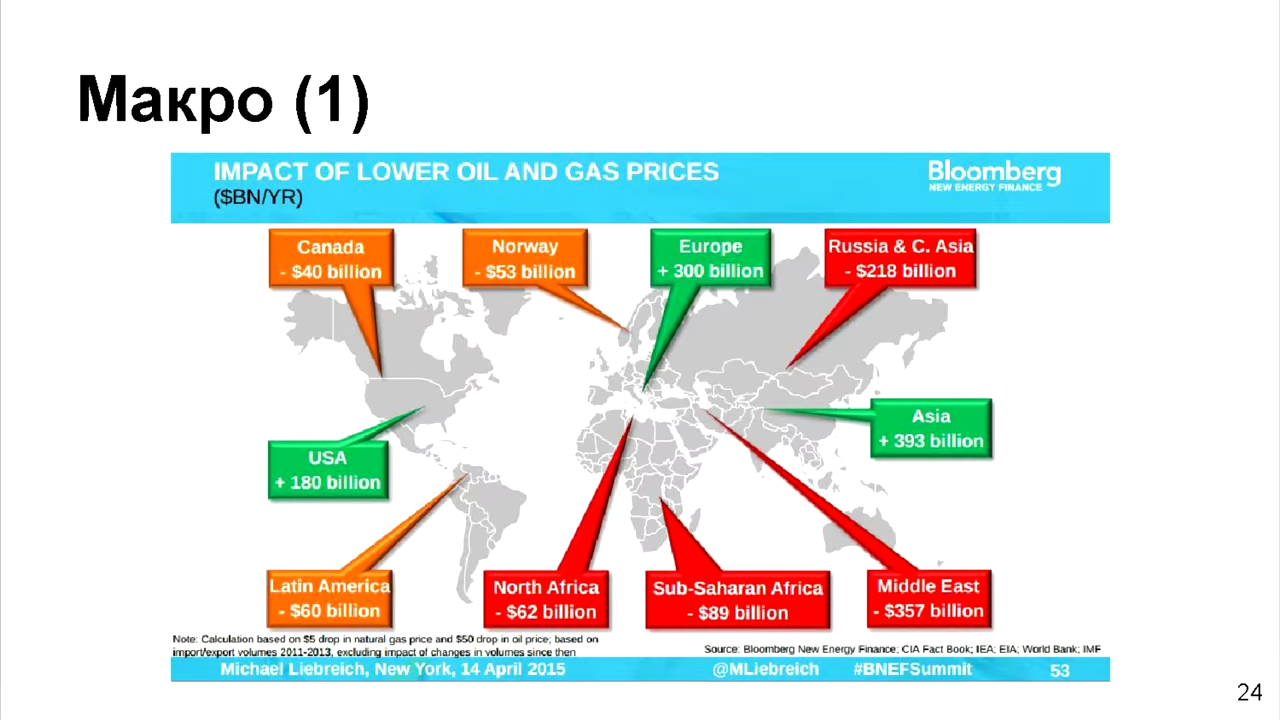 Макро (1)
IMPACT OF LOWER OIL AND GAS PRICES
($BN/YR)
Bloomberg
NEW ENERGY FINANCE
Canada
- $40 billion
Norway
- $53 billion
Europe
+ 300 billion
Russia & C. Asia
- $218 billion
Asia
+ 393 billion
USA
+ 180 billion
Latin America
- $60 billion
North Africa
- $62 billion
Sub-Saharan Africa
- $89 billion
Middle East
- $357 billion
Note: Calculation based on $5 drop in natural gas price and $50 drop in oil price; based on
import/export volumes 2011-2013, excluding impact of changes in volumes since then
Source: Bloomberg New Energy Finance; CIA Fact Book; IEA; EIA; World Bank; IMF
Michael Liebreich, New York, 14 April 2015
@MLiebreich
#BNEFSummit
53
24